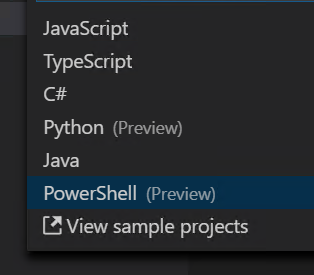 JavaScript
TypeScript
C#
Python (Preview)
Java
PowerShell (Preview)
View sample projects